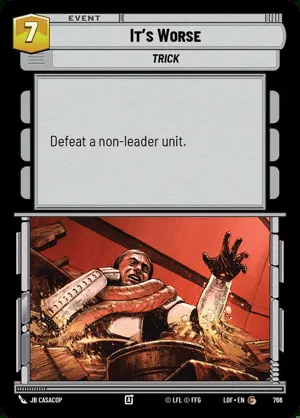 EVENT
7
IT'S WORSE
TRICK
Defeat a non-leader unit.
JB CASACOP
© LFL © FFG
LOF • EN
C
766